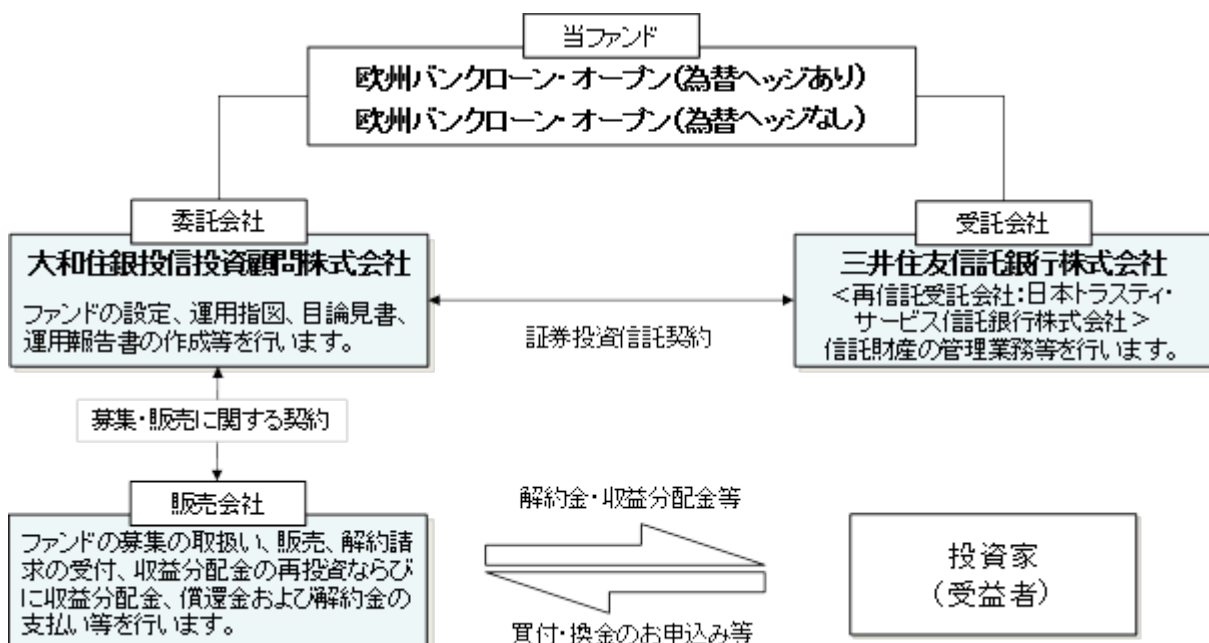 当ファンド
欧州バンクローン・オープン(為替ヘッジあり)
欧州バンクローン・オープン(為替ヘッジなし)
委託会社
大和住銀投信投資顧問株式会社
ファンドの設定、運用指図、目論見書、
運用報告書の作成等を行います。
受託会社
三井住友信託銀行株式会社
<再信託受託会社:日本トラスティ・
サービス信託銀行株式会社>
信託財産の管理業務等を行います。
証券投資信託契約
募集・販売に関する契約
販売会社
ファンドの募集の取扱い、販売、解約請
求の受付、収益分配金の再投資ならび
に収益分配金、償還金および解約金の
支払い等を行います。
解約金・収益分配金等
買付・換金のお申込み等
投資家
(受益者)